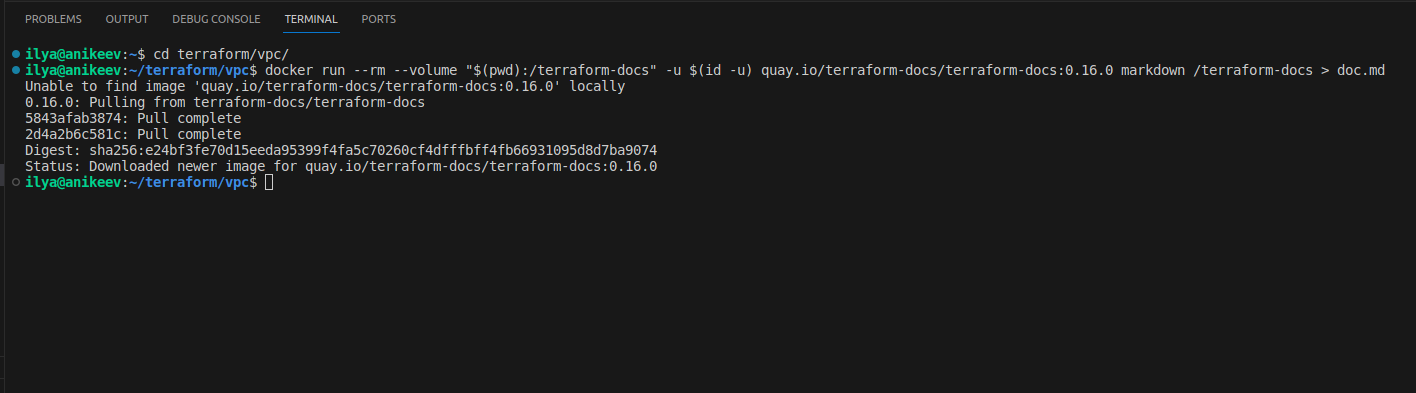 PROBLEMS OUTPUT DEBUG CONSOLE TERMINAL PORTS
ilya@anikeev:~$ cd terraform/vpc/
ilya@anikeev:~/terraform/vpc$ docker run --rm --volume "$(pwd):/terraform-docs" -u $(id -u) quay.io/terraform-docs/terraform-docs:0.16.0 markdown /terraform-docs > doc.md
Unable to find image 'quay.io/terraform-docs/terraform-docs:0.16.0' locally
0.16.0: Pulling from terraform-docs/terraform-docs
5843afab3874: Pull complete
2d4a2b6c581c: Pull complete
Digest: sha256:e24bf3fe70d15eeda95399f4fa5c70260cf4dfffbff4fb66931095d8d7ba9074
Status: Downloaded newer image for quay.io/terraform-docs/terraform-docs:0.16.0
ilya@anikeev:~/terraform/vpc$